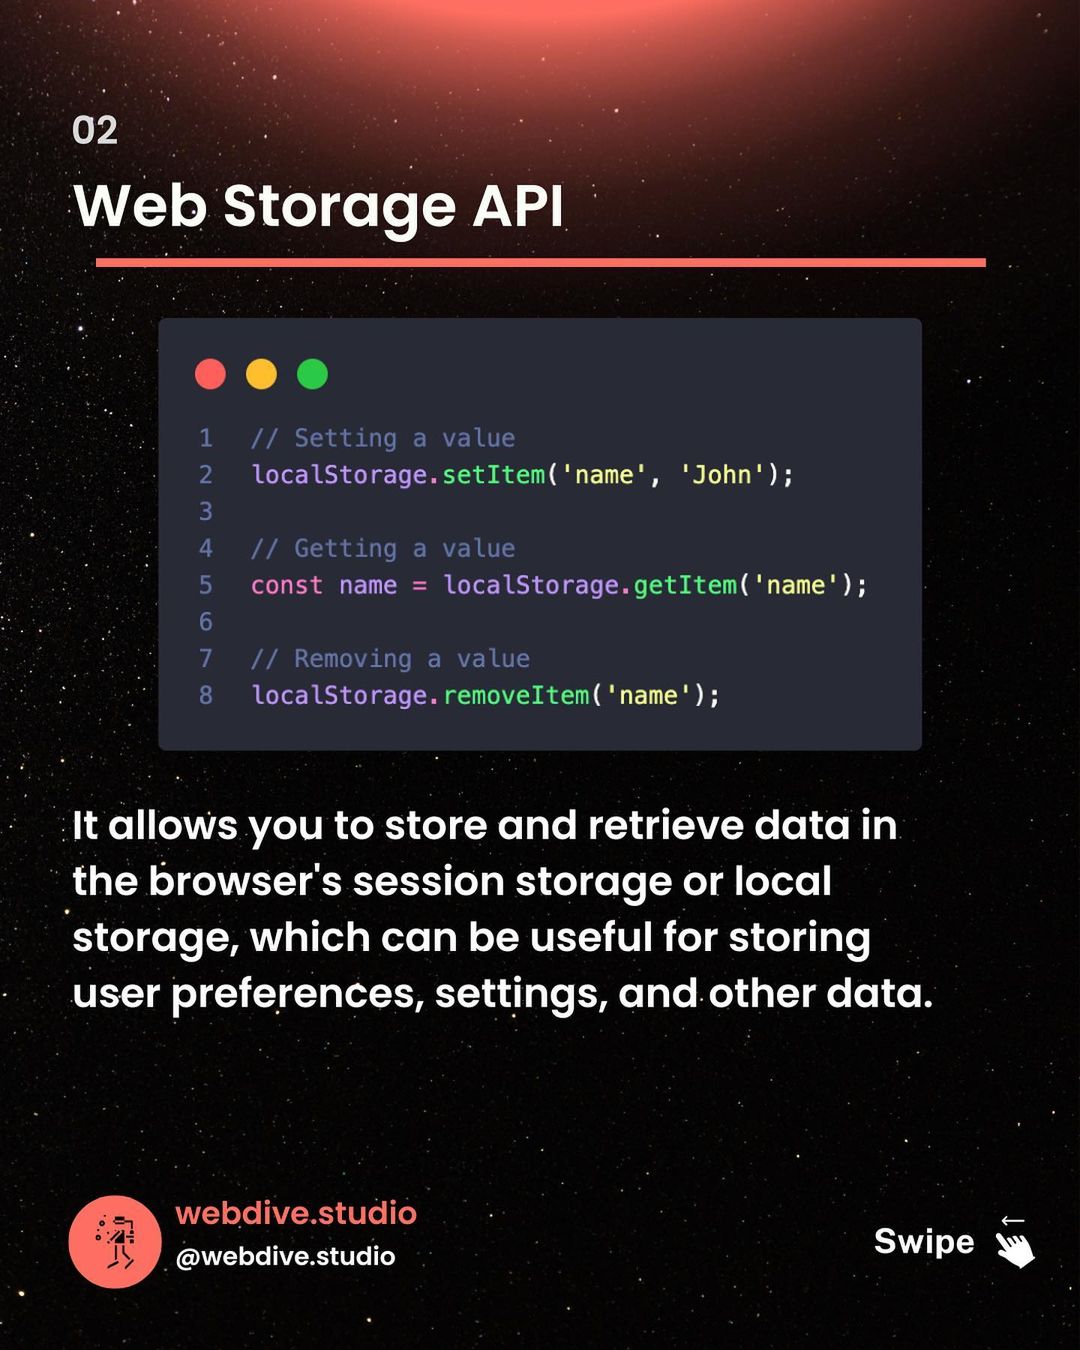 02
Web Storage API
1 // Setting a value
2 localStorage.setItem('name', 'John');
3
4 // Getting a value
5 const name = localStorage.getItem('name');
6
7 // Removing a value
8 localStorage.removeItem('name');
It allows you to store and retrieve data in
the browser's session storage or local
storage, which can be useful for storing
user preferences, settings, and other data.
webdive.studio
@webdive.studio
Swipe